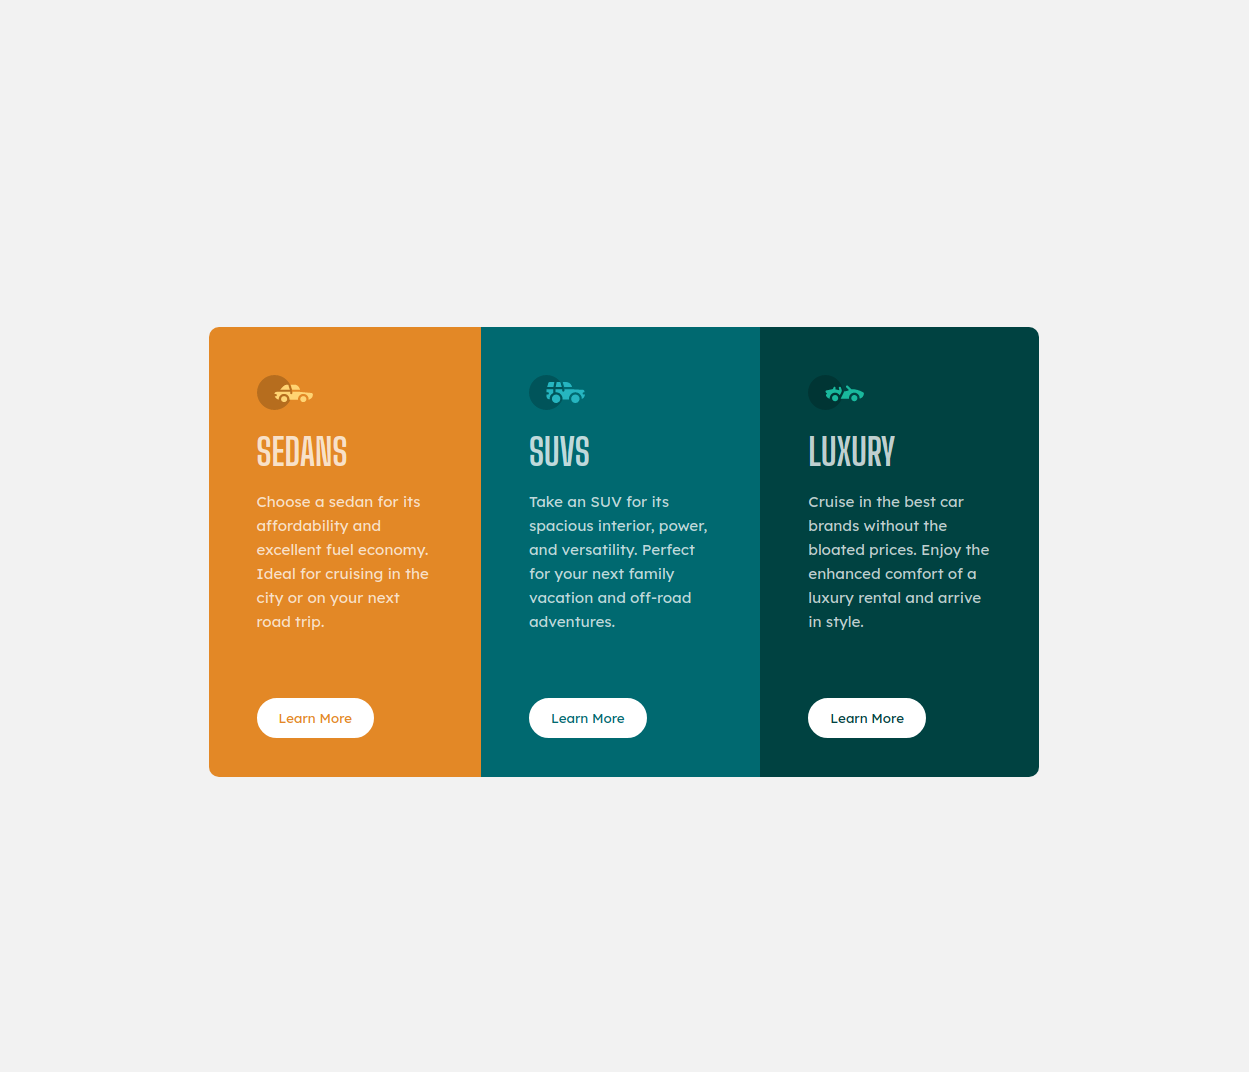 SEDANS
Choose a sedan for its
affordability and
excellent fuel economy.
Ideal for cruising in the
city or on your next
road trip.
Learn More
SUVS
Take an SUV for its
spacious interior, power,
and versatility. Perfect
for your next family
vacation and off-road
adventures.
Learn More
LUXURY
Cruise in the best car
brands without the
bloated prices. Enjoy the
enhanced comfort of a
luxury rental and arrive
in style.
Learn More